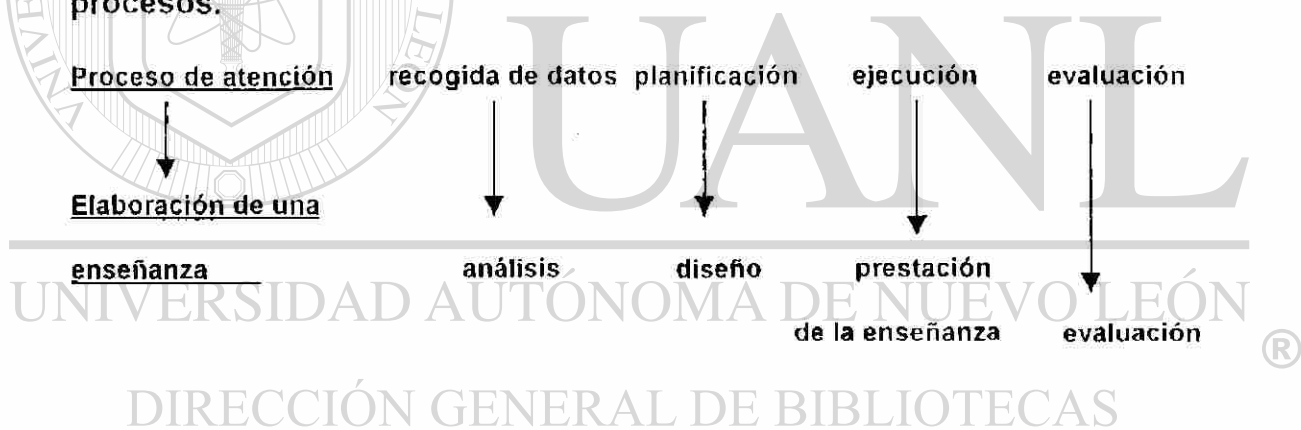 procesos.
UANL
Proceso de atención recogida de datos planificación ejecución evaluación
Elaboración de una
enseñanza análisis diseño prestación
UNIVERSIDAD AUTÓNOMA DE NUEVO LEÓN
de la enseñanza evaluación
®
DIRECCIÓN GENERAL DE BIBLIOTECAS